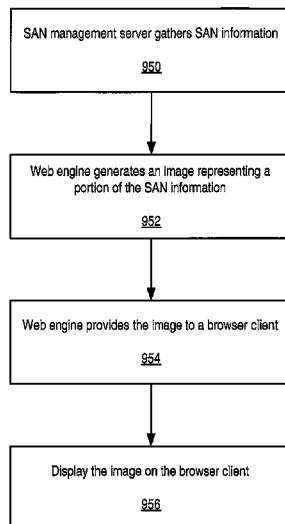 SAN management server gathers SAN information
950
Web engine generates an image representing a
portion of the SAN information
952
Web engine provides the image to a browser client
954
Display the image on the browser client
956